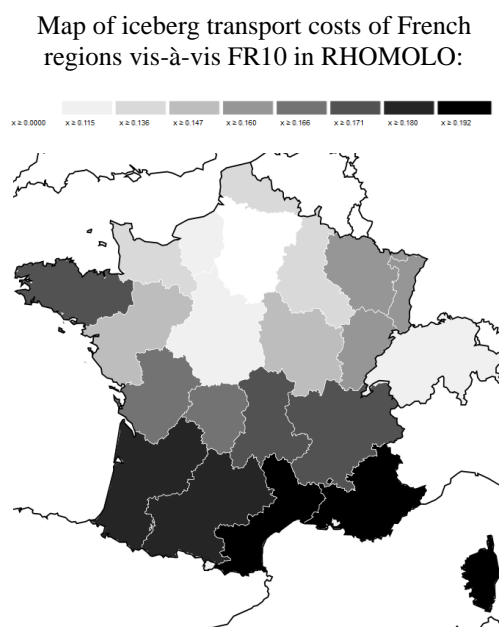 Map of iceberg transport costs of French
regions vis-à-vis FR10 in RHOMOLO:
x ≥ 0.0000 x ≥ 0.115 x ≥ 0.136 x ≥ 0.147 x ≥ 0.160 x ≥ 0.166 x ≥ 0.171 x ≥ 0.180 x ≥ 0.192